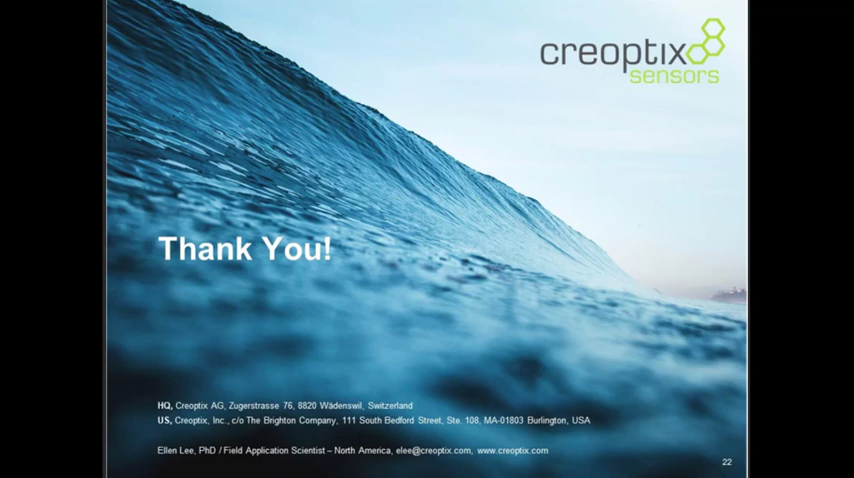 creoptix
sensors
Thank You!
HQ, Creoptix AG, Zugerstrasse 76, 8820 Wädenswil, Switzerland
US, Creoptix, Inc., c/o The Brighton Company, 111 South Bedford Street, Ste. 108, MA-01803 Burlington, USA
Ellen Lee, PhD / Field Application Scientist – North America, elee@creoptix.com, www.creoptix.com
22